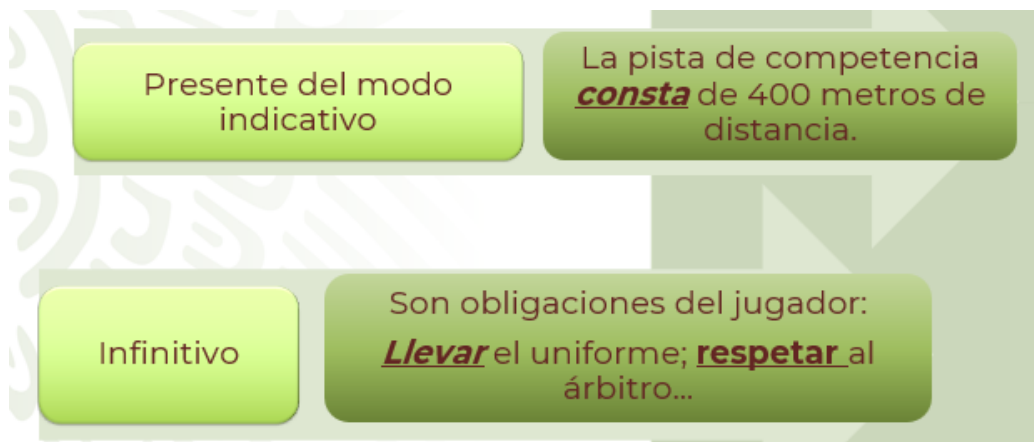 Presente del modo
indicativo
La pista de competencia
consta de 400 metros de
distancia.
Infinitivo
Son obligaciones del jugador:
Llevar el uniforme; respetar al
árbitro...